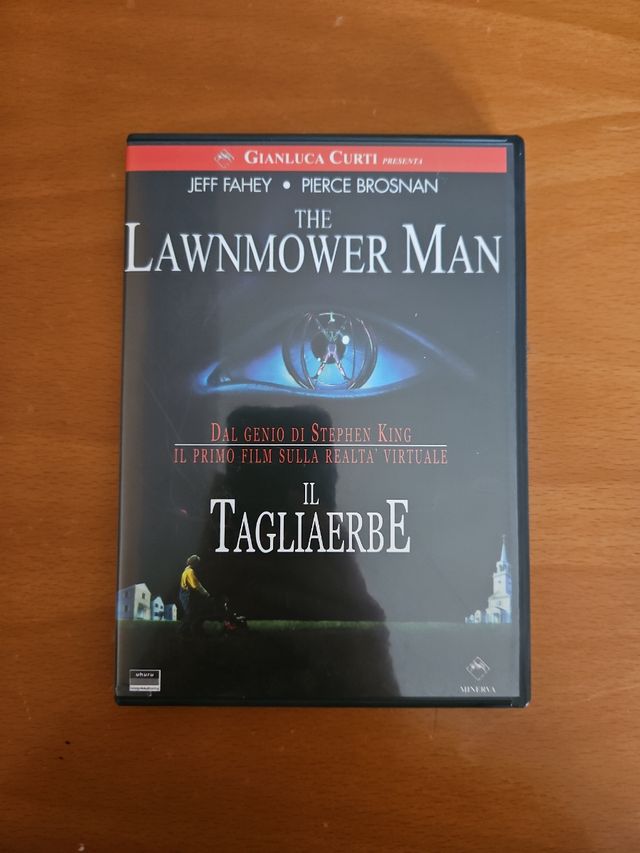 GIANLUCA CURTI PRESENTA
JEFF FAHEY • PIERCE BROSNAN
THE
LAWNMOWER MAN
DAL GENIO DI STEPHEN KING
IL PRIMO FILM SULLA REALTA' VIRTUALE
IL
TAGLIAERBE
uhuru
MINERVA